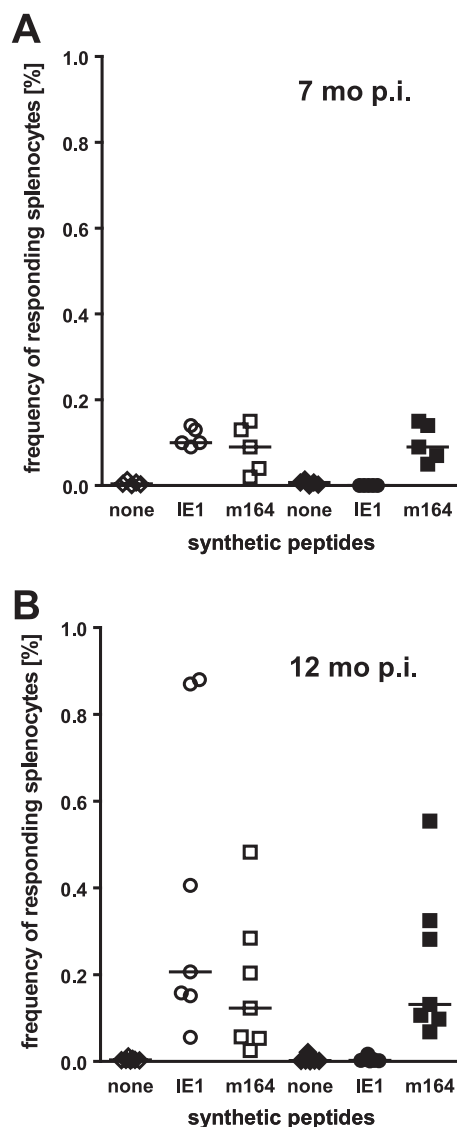 A
frequency of responding splenocytes [%]
1.0
7 mo p.i.
0.8
0.6
0.4
0.2
0.0
none IE1 m164 none IE1 m164
synthetic peptides
B
frequency of responding splenocytes [%]
1.0
12 mo p.i.
0.8
0.6
0.4
0.2
0.0
none IE1 m164 none IE1 m164
synthetic peptides